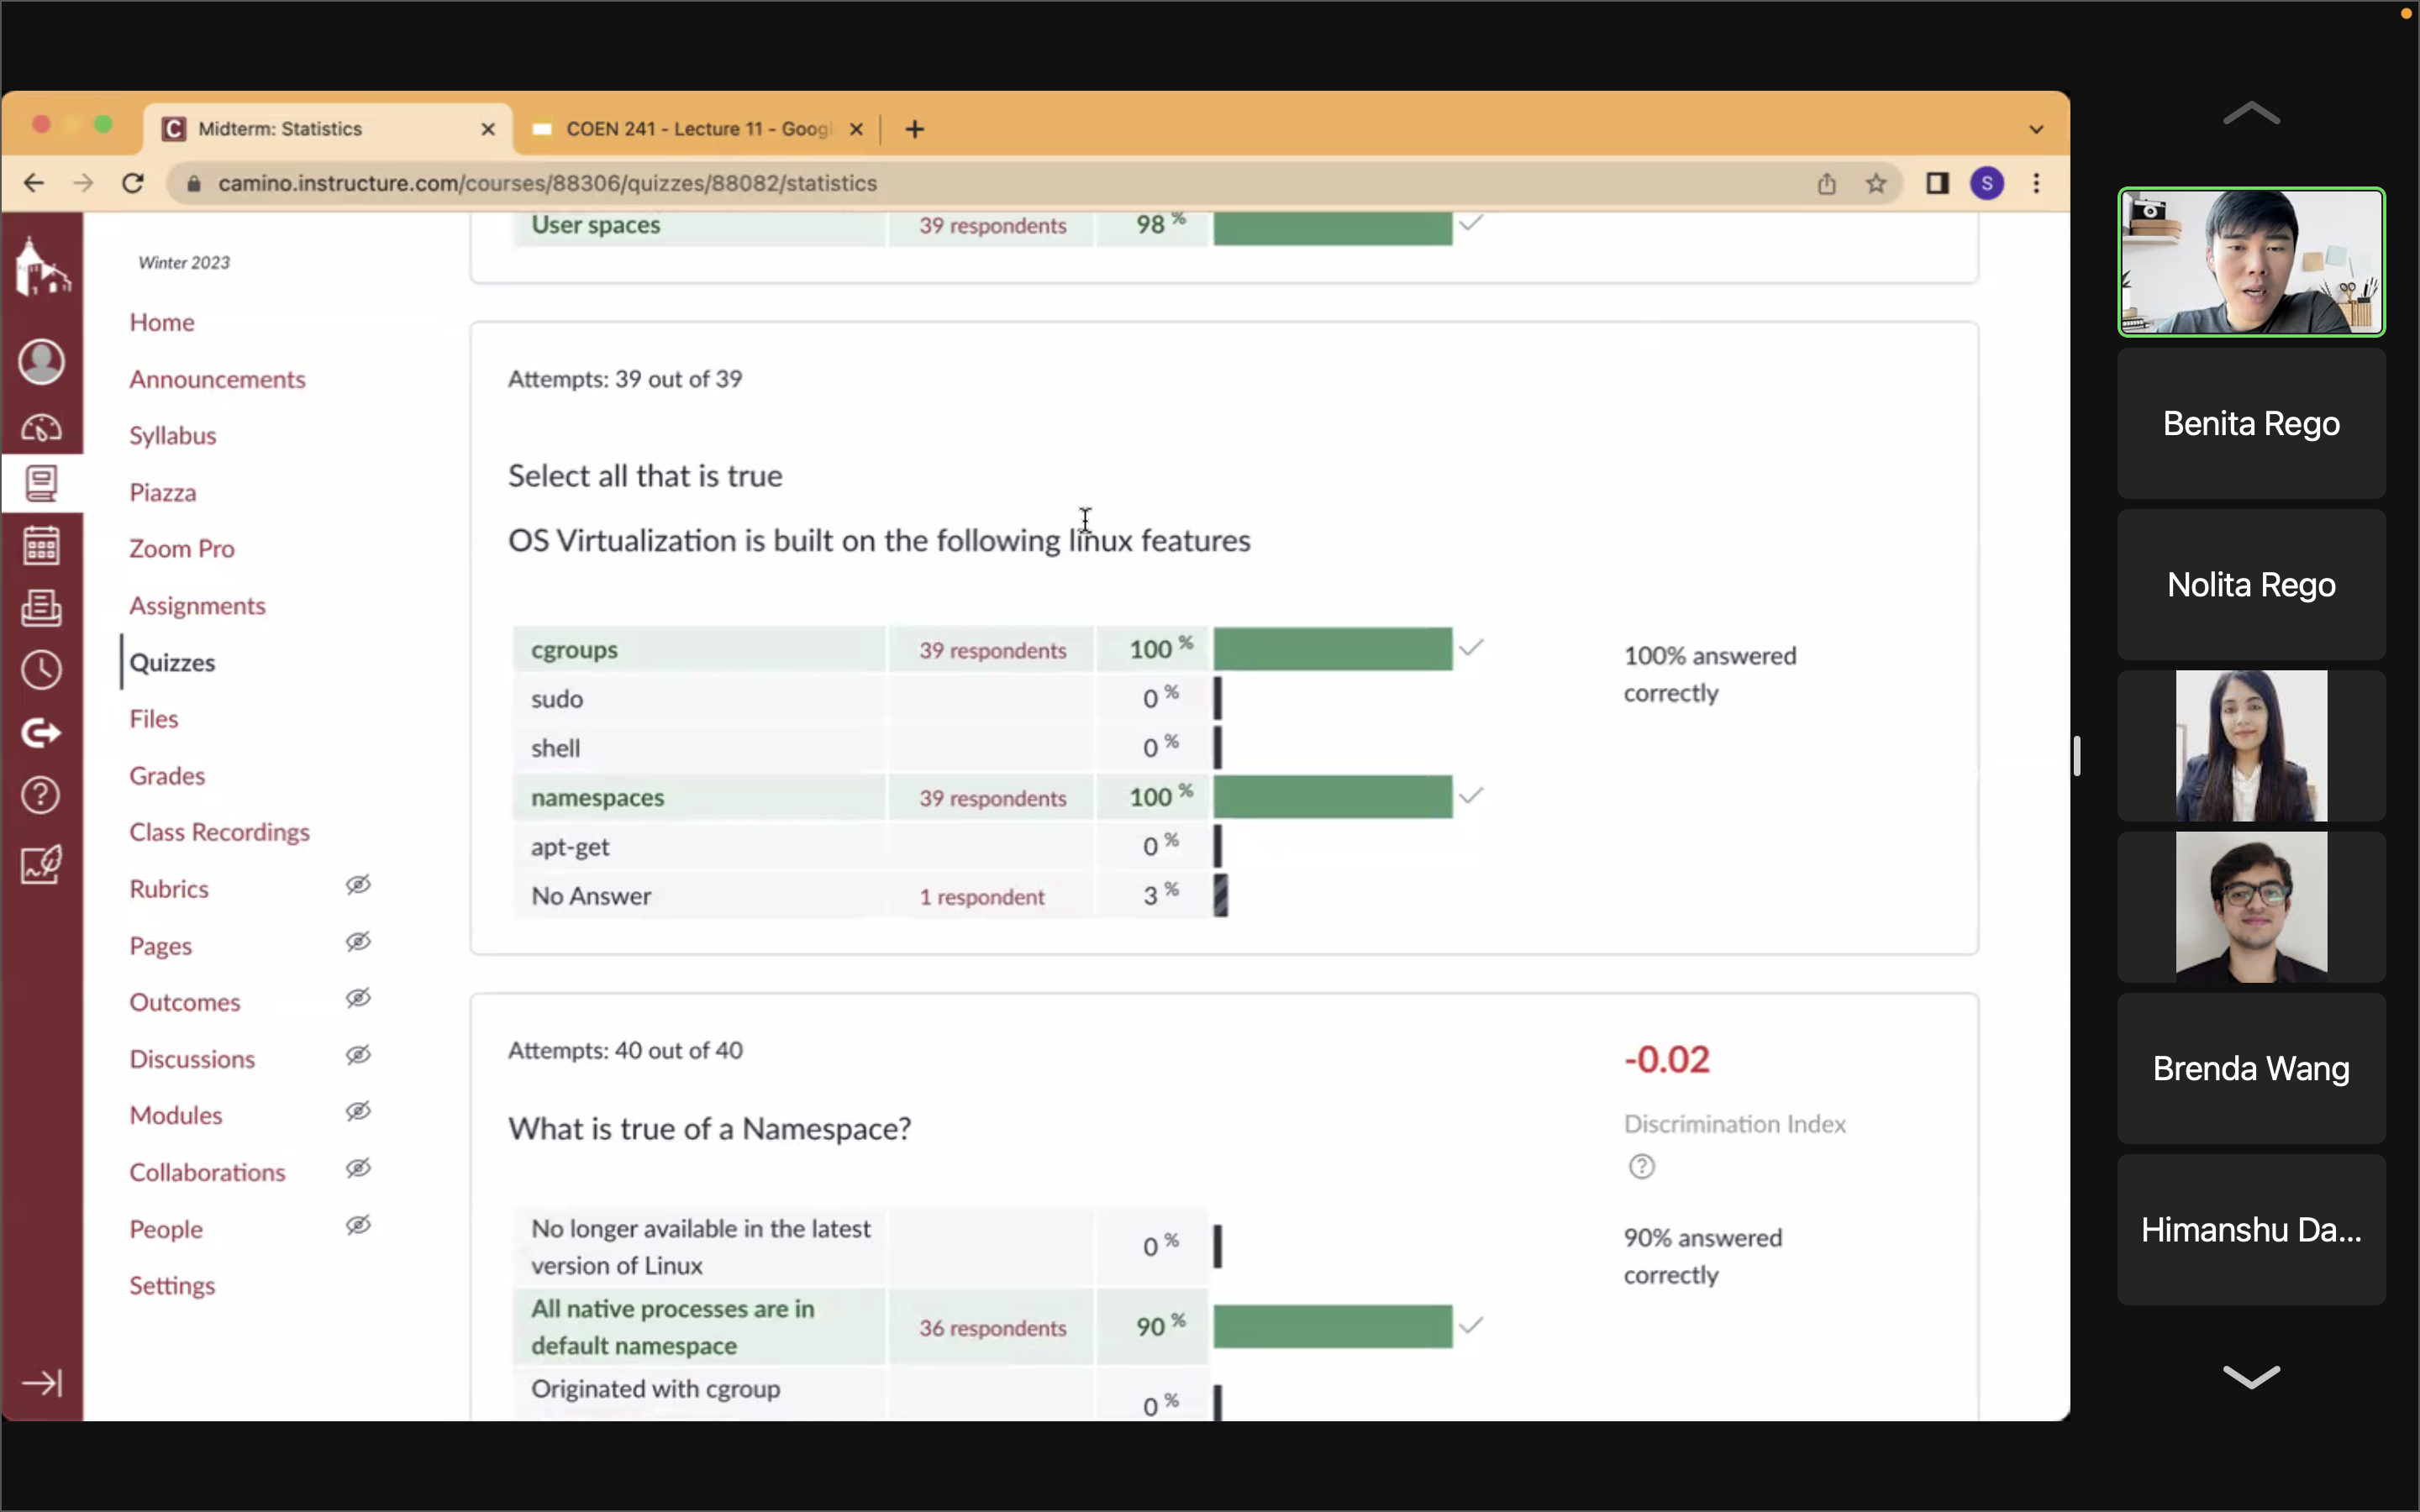 Midterm: Statistics
COEN 241 - Lecture 11 - Goog
camino.instructure.com/courses/88306/quizzes/88082/statistics
S
Winter 2023
Home
Announcements
Syllabus
Piazza
Zoom Pro
Assignments
Quizzes
Files
Grades
Class Recordings
Rubrics
Pages
Outcomes
Discussions
Modules
Collaborations
People
Settings
User spaces 39 respondents 98 %
Attempts: 39 out of 39
Select all that is true
OS Virtualization is built on the following linux features
cgroups 39 respondents 100 %
sudo 0 %
shell 0 %
namespaces 39 respondents 100 %
apt-get 0 %
No Answer 1 respondent 3 %
100% answered
correctly
Attempts: 40 out of 40
What is true of a Namespace?
-0.02
Discrimination Index
?
90% answered
correctly
No longer available in the latest
version of Linux
0 %
All native processes are in
default namespace
36 respondents 90 %
Originated with cgroup
0 %
Benita Rego
Nolita Rego
Brenda Wang
Himanshu Da...